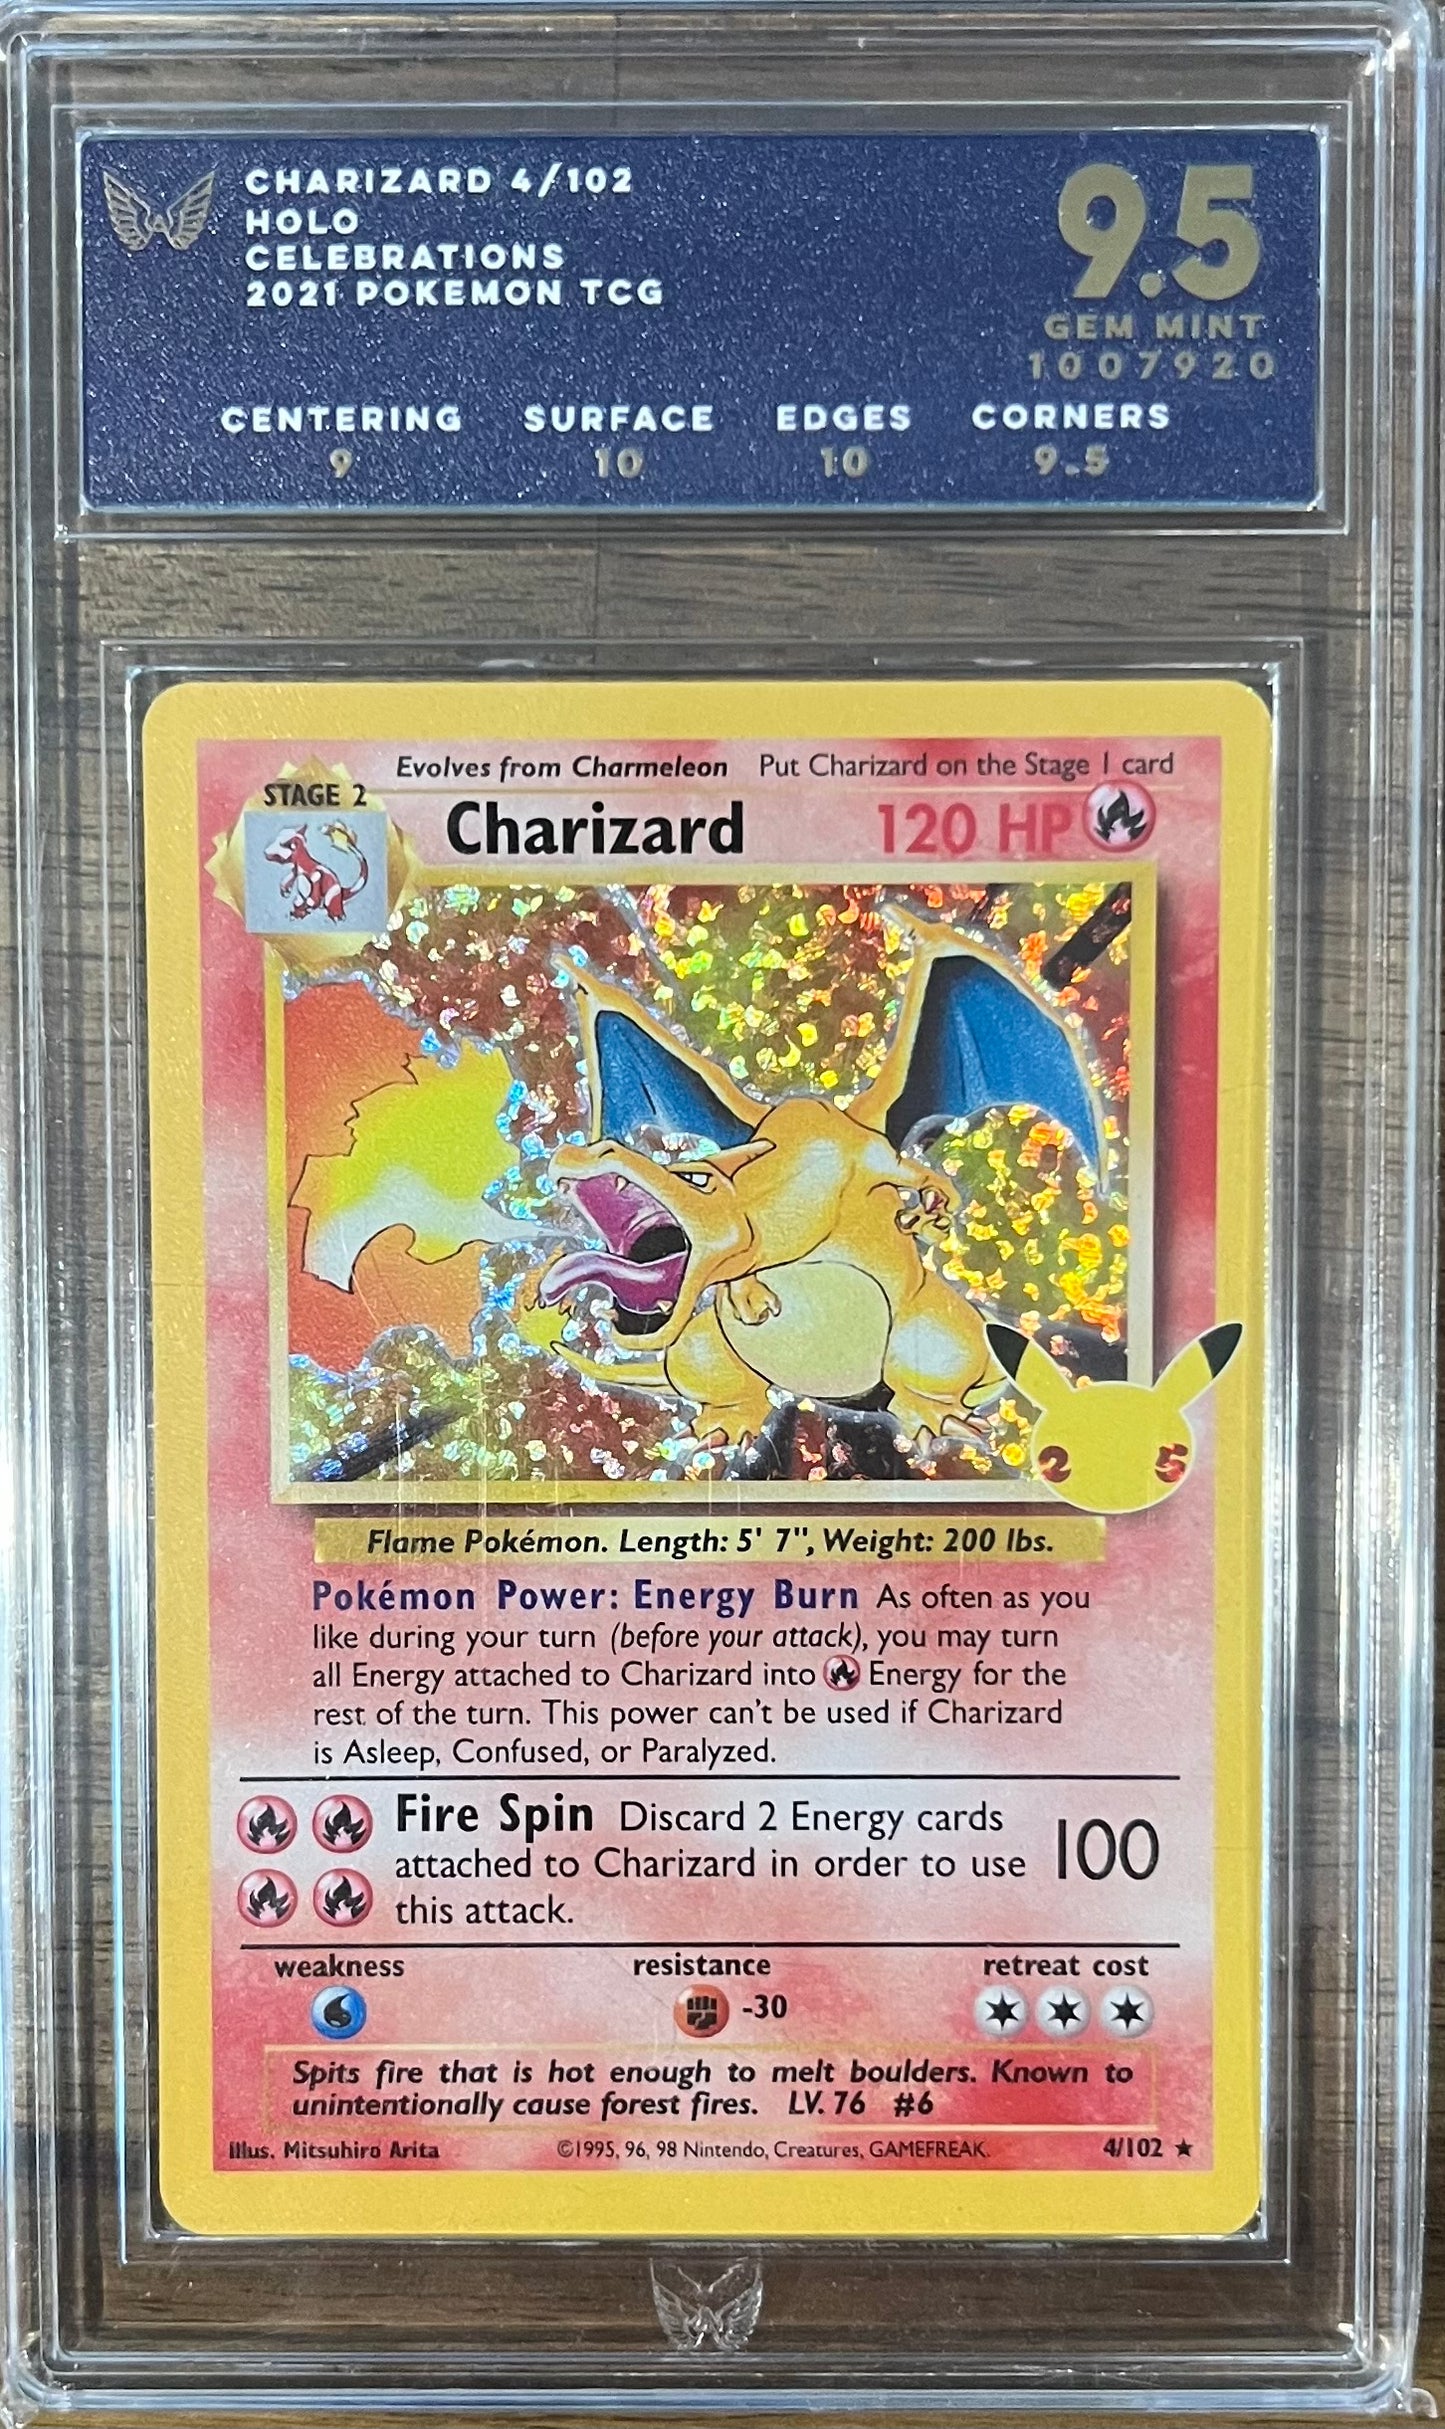 CHARIZARD 4/102
HOLO
CELEBRATIONS
2021 POKEMON TCG
9.5
GEM MINT
1007920
CENTERING SURFACE EDGES CORNERS
9 10 10 9.5
Evolves from Charmeleon Put Charizard on the Stage 1 card
STAGE 2
Charizard 120 HP
2 5
Flame Pokémon. Length: 5' 7", Weight: 200 lbs.
Pokémon Power: Energy Burn As often as you
like during your turn (before your attack), you may turn
all Energy attached to Charizard into Energy for the
rest of the turn. This power can't be used if Charizard
is Asleep, Confused, or Paralyzed.
Fire Spin Discard 2 Energy cards
attached to Charizard in order to use 100
this attack.
weakness resistance retreat cost
-30
Spits fire that is hot enough to melt boulders. Known to
unintentionally cause forest fires. LV. 76 #6
Illus. Mitsuhiro Arita ©1995, 96, 98 Nintendo, Creatures, GAMEFREAK. 4/102 ★